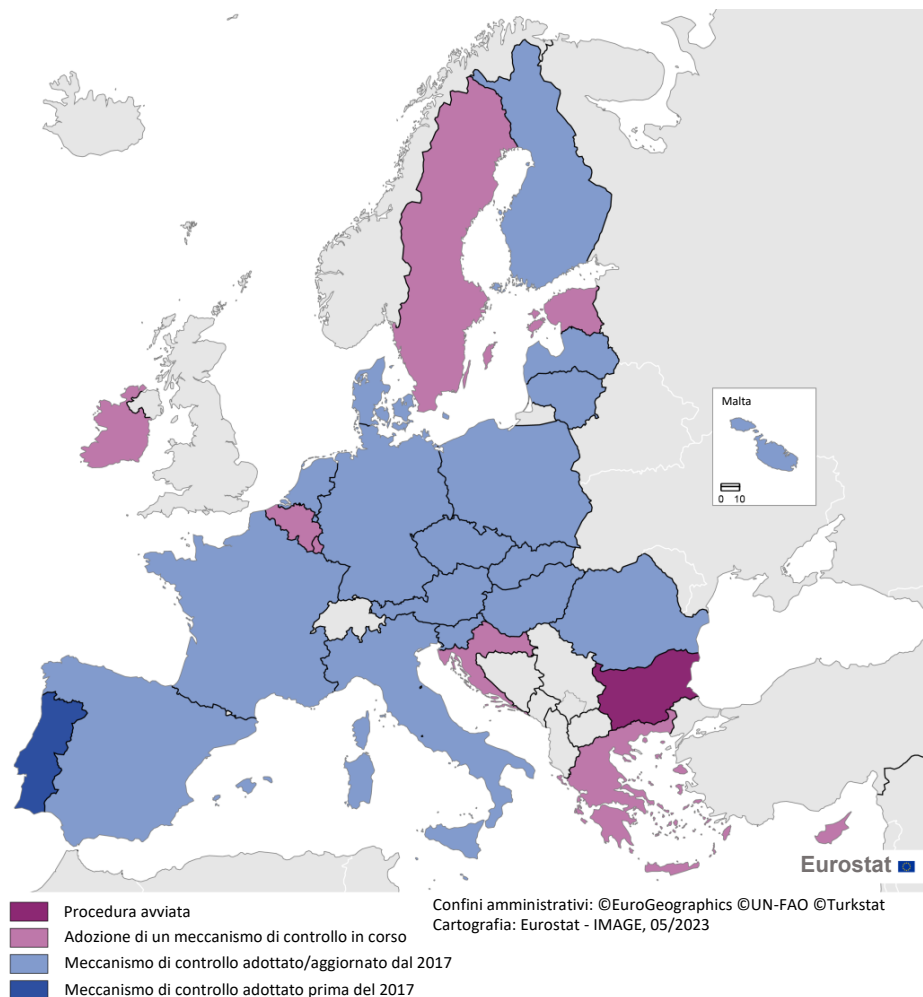 Malta
0 10
Eurostat
Procedura avviata
Adozione di un meccanismo di controllo in corso
Meccanismo di controllo adottato/aggiornato dal 2017
Meccanismo di controllo adottato prima del 2017
Confini amministrativi: ©EuroGeographics ©UN-FAO ©Turkstat
Cartografia: Eurostat - IMAGE, 05/2023